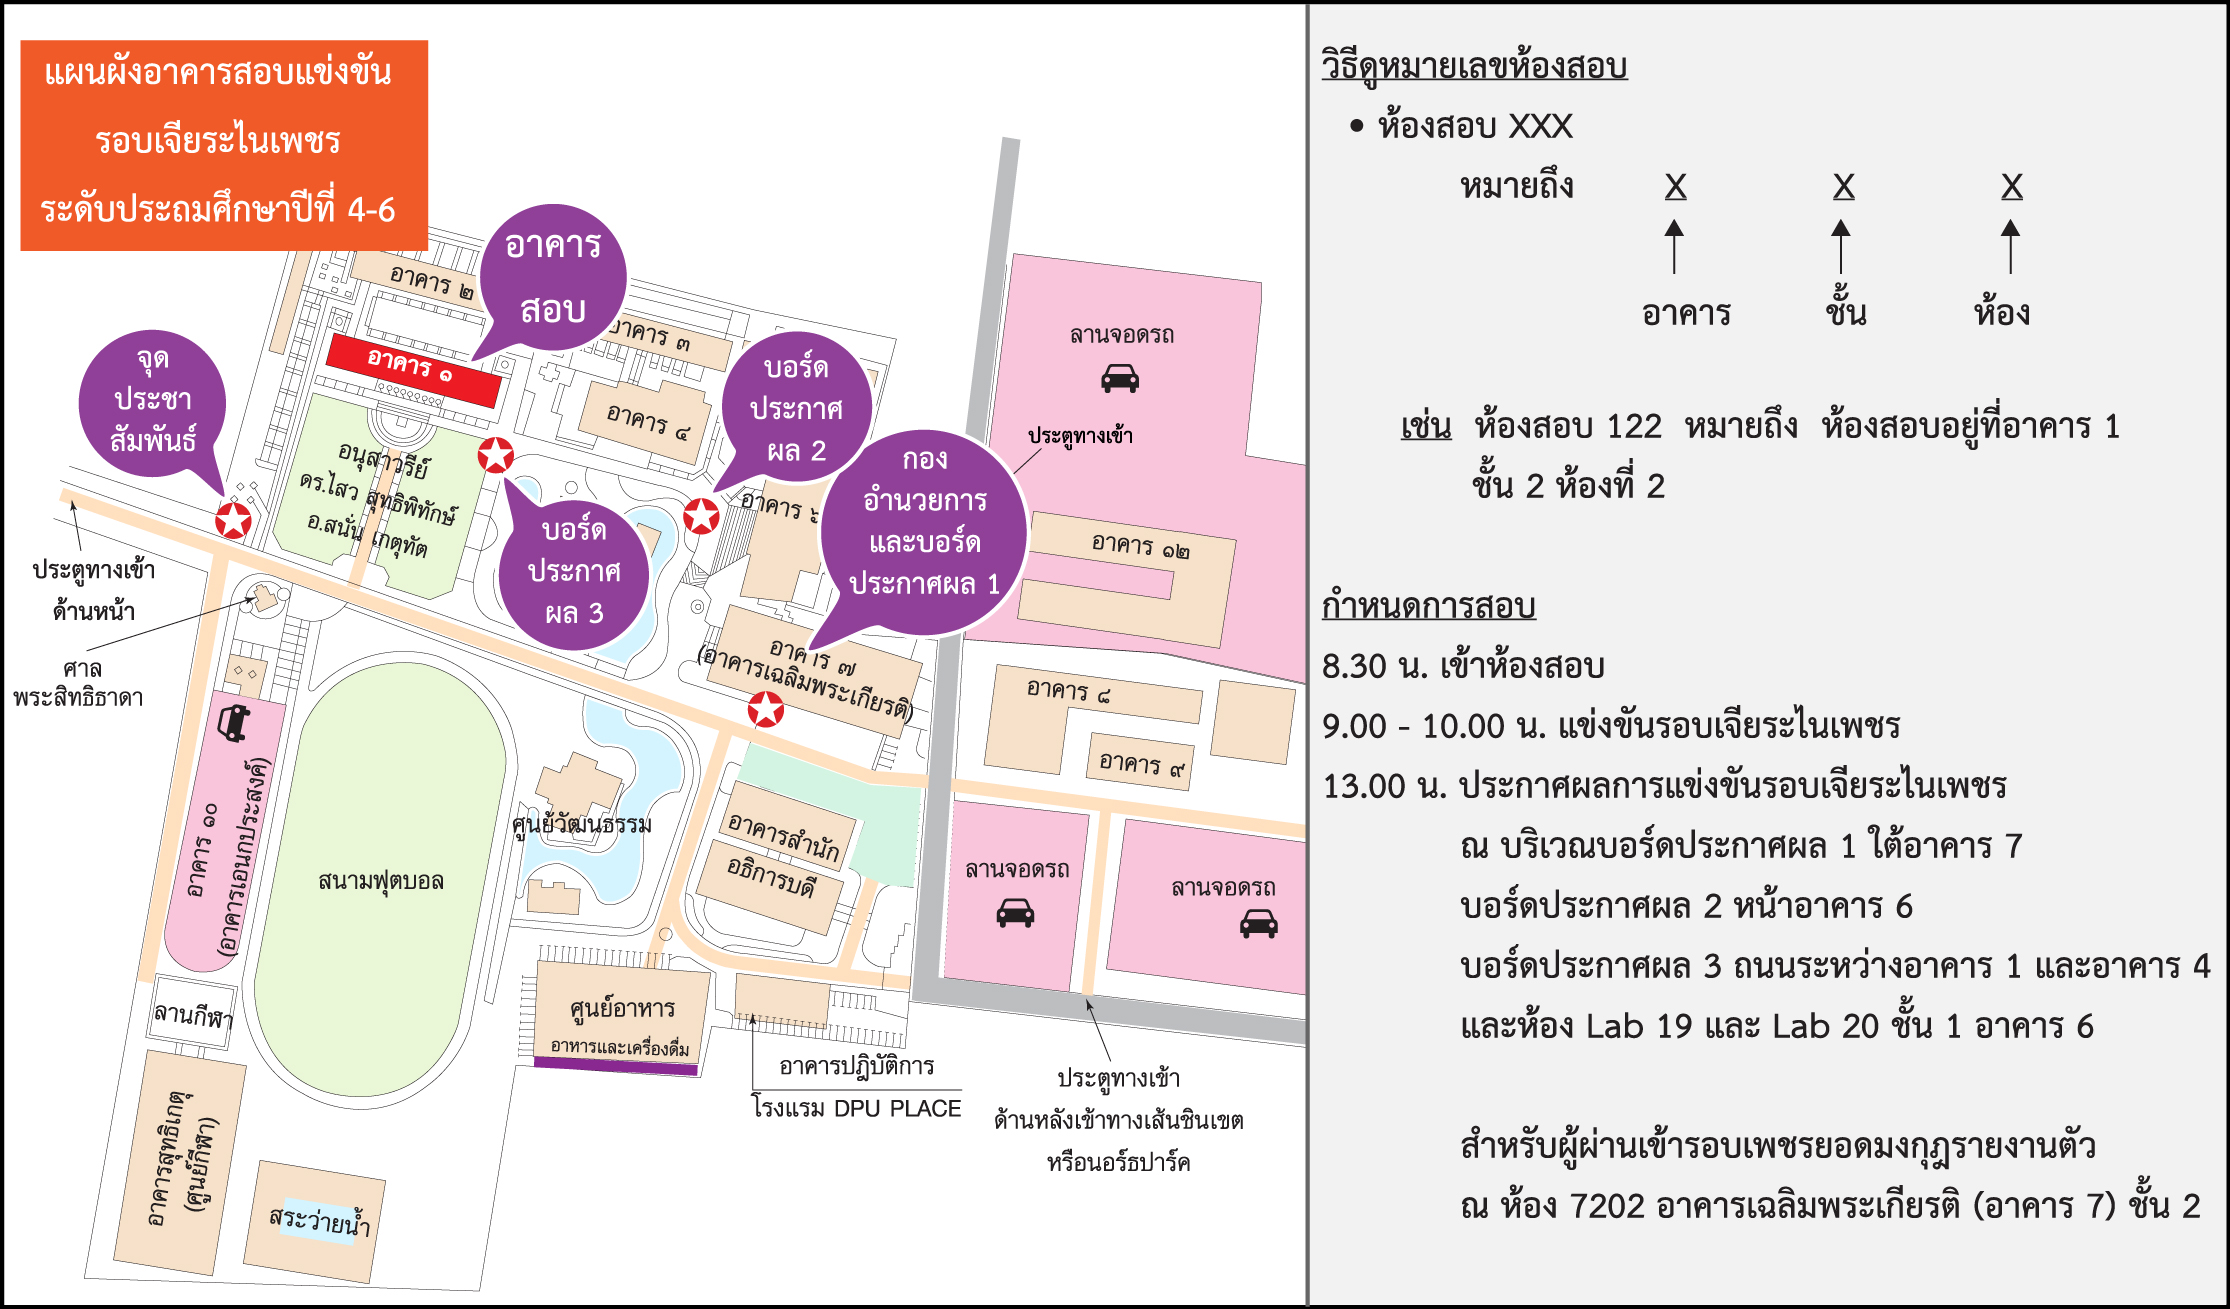 แผนผังอาคารสอบแข่งขัน
รอบเจียระไนเพชร
ระดับประถมศึกษาปีที่ 4-6
อาคาร
สอบ
อาคาร ๒
อาคาร ๓
อาคาร ๑
อาคาร ๔
จุด
ประชา
สัมพันธ์
บอร์ด
ประกาศ
ผล 2
กอง
อำนวยการ
และบอร์ด
ประกาศผล 1
บอร์ด
ประกาศ
ผล 3
อนุสาวรีย์
ดร.ไสว สุทธิพิทักษ์
อ.สนั่น เกตุทัต
อาคาร ๖
ลานจอดรถ
ประตูทางเข้า
อาคาร ๑๒
ประตูทางเข้า
ด้านหน้า
ศาล
พระสิทธิธาดา
อาคาร ๗
(อาคารเฉลิมพระเกียรติ)
อาคาร ๘
อาคาร ๙
อาคาร ๑๐
(อาคารเอนกประสงค์)
สนามฟุตบอล
ศูนย์วัฒนธรรม
อาคารสำนัก
อธิการบดี
ลานจอดรถ
ลานจอดรถ
ลานกีฬา
ศูนย์อาหาร
อาหารและเครื่องดื่ม
อาคารปฎิบัติการ
โรงแรม DPU PLACE
ประตูทางเข้า
ด้านหลังเข้าทางเส้นชินเขต
หรือนอร์ธปาร์ค
อาคารสุทธิเกตุ
(ศูนย์กีฬา)
สระว่ายน้ำ
วิธีดูหมายเลขห้องสอบ
• ห้องสอบ XXX
หมายถึง X X X
อาคาร ชั้น ห้อง
เช่น ห้องสอบ 122 หมายถึง ห้องสอบอยู่ที่อาคาร 1
ชั้น 2 ห้องที่ 2
กำหนดการสอบ
8.30 น. เข้าห้องสอบ
9.00 - 10.00 น. แข่งขันรอบเจียระไนเพชร
13.00 น. ประกาศผลการแข่งขันรอบเจียระไนเพชร
ณ บริเวณบอร์ดประกาศผล 1 ใต้อาคาร 7
บอร์ดประกาศผล 2 หน้าอาคาร 6
บอร์ดประกาศผล 3 ถนนระหว่างอาคาร 1 และอาคาร 4
และห้อง Lab 19 และ Lab 20 ชั้น 1 อาคาร 6
สำหรับผู้ผ่านเข้ารอบเพชรยอดมงกุฎรายงานตัว
ณ ห้อง 7202 อาคารเฉลิมพระเกียรติ (อาคาร 7) ชั้น 2